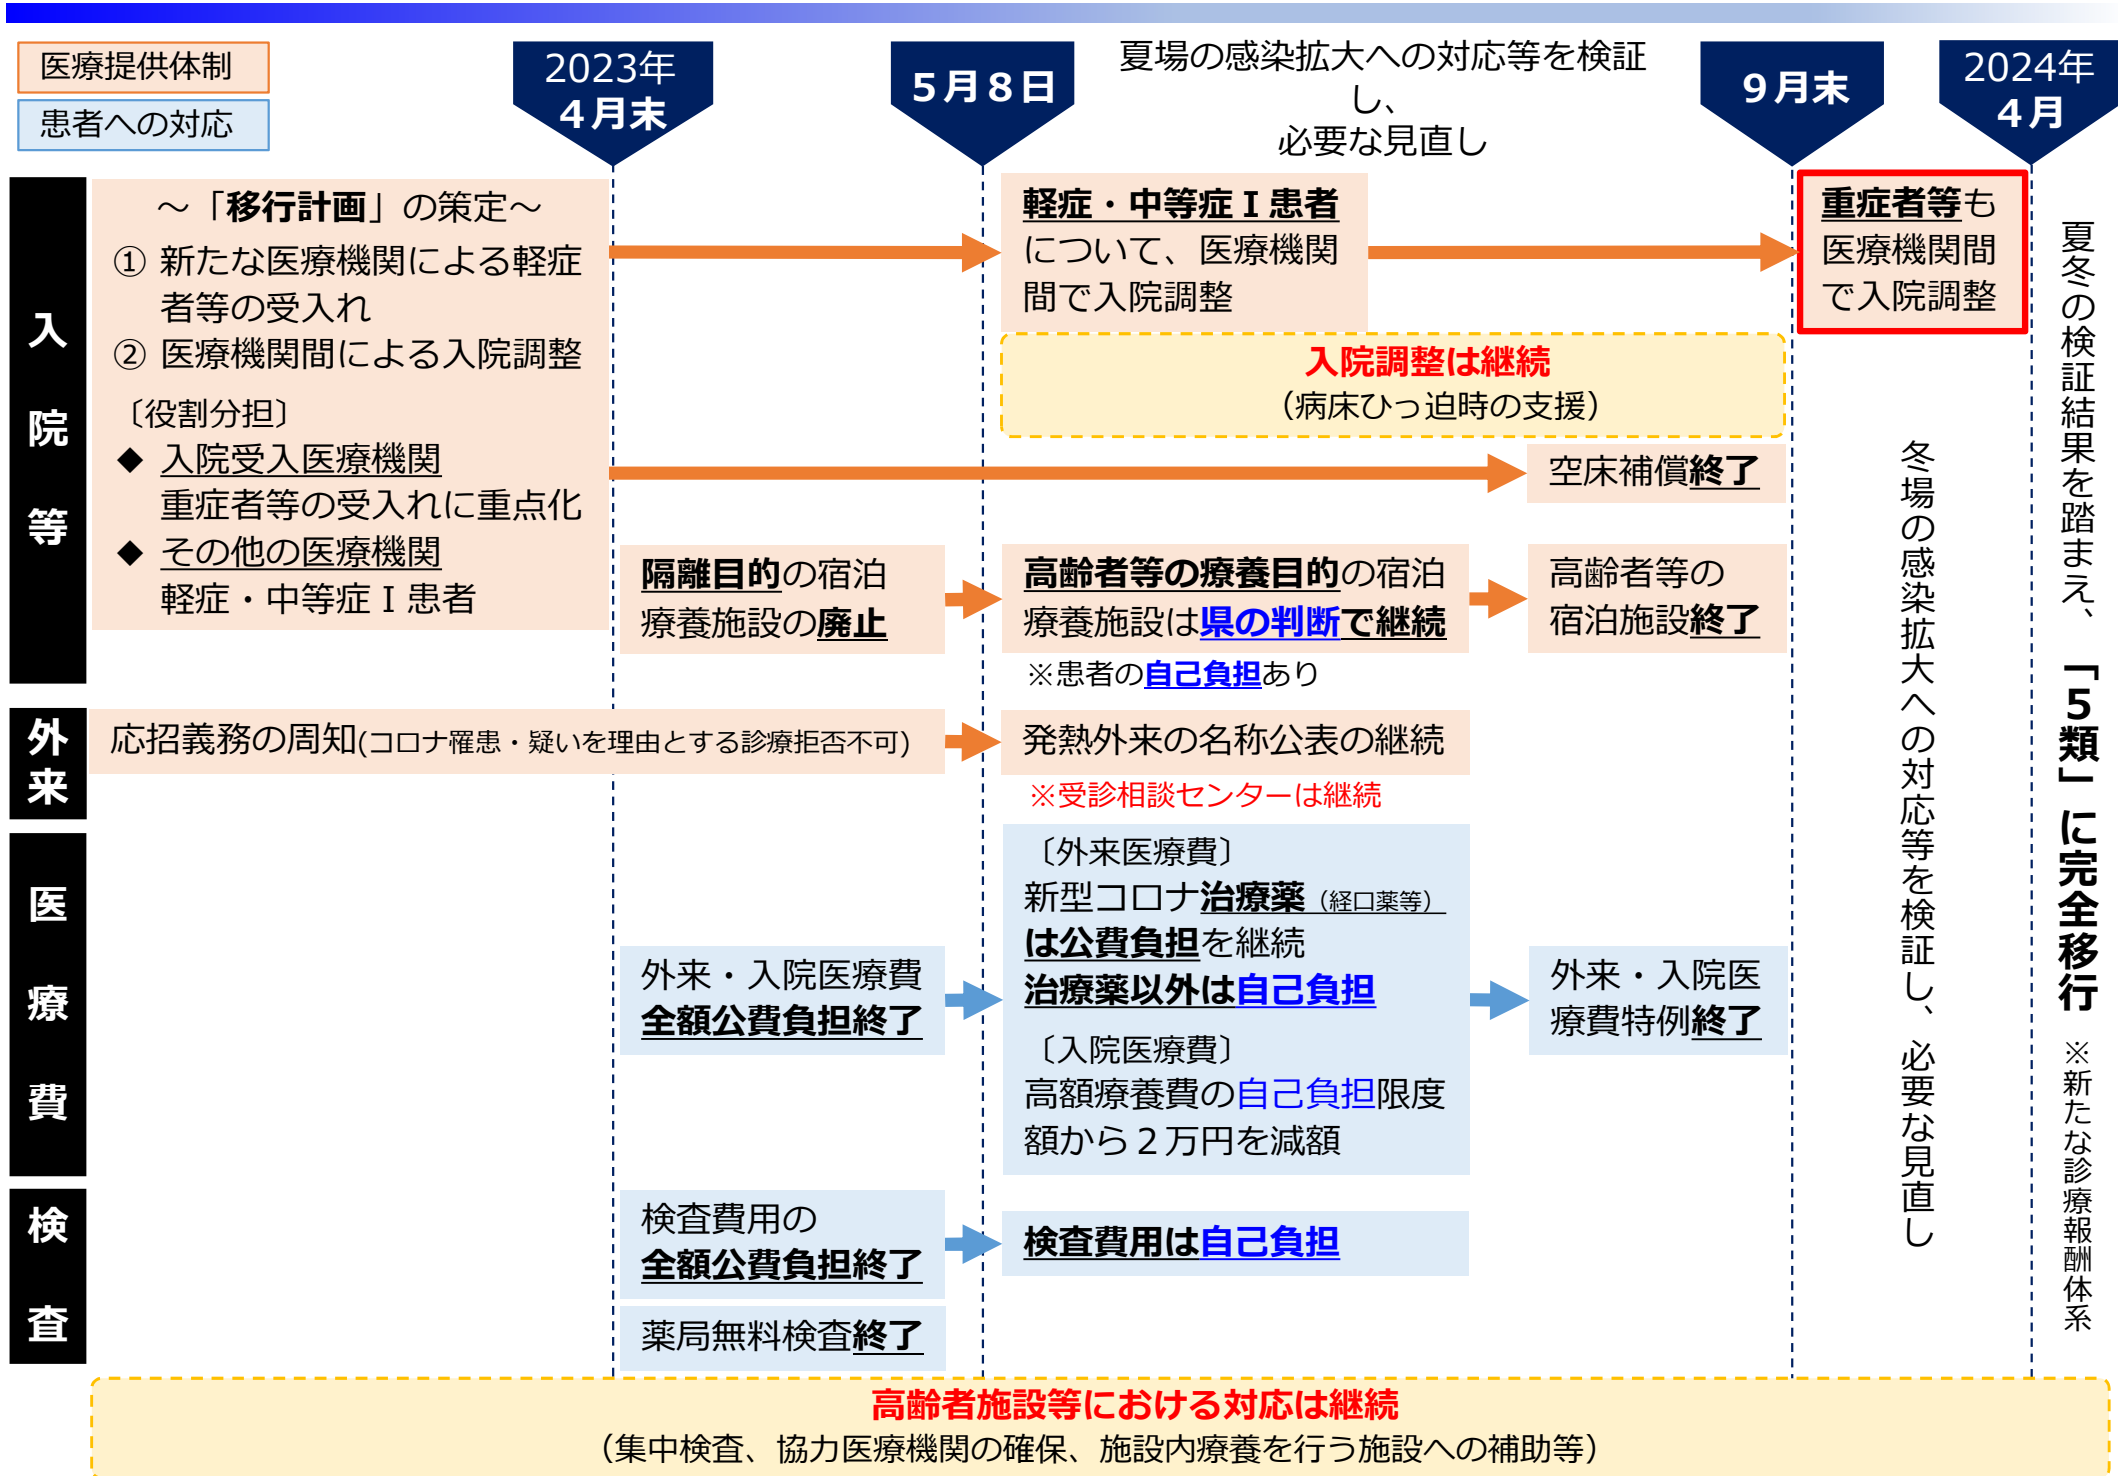 医療提供体制
患者への対応
2023年
４月末
５月８日
夏場の感染拡大への対応等を検証
し、
必要な見直し
９月末
2024年
４月
入院等
～「移行計画」の策定～
① 新たな医療機関による軽症
者等の受入れ
② 医療機関間による入院調整
〔役割分担〕
◆ 入院受入医療機関
重症者等の受入れに重点化
◆ その他の医療機関
軽症・中等症Ⅰ患者
軽症・中等症Ⅰ患者
について、医療機関
間で入院調整
重症者等も
医療機関間
で入院調整
入院調整は継続
（病床ひっ迫時の支援）
空床補償終了
隔離目的の宿泊
療養施設の廃止
高齢者等の療養目的の宿泊
療養施設は県の判断で継続
※患者の自己負担あり
高齢者等の
宿泊施設終了
外来
応招義務の周知(コロナ罹患・疑いを理由とする診療拒否不可)
発熱外来の名称公表の継続
※受診相談センターは継続
医療費
外来・入院医療費
全額公費負担終了
〔外来医療費〕
新型コロナ治療薬（経口薬等）
は公費負担を継続
治療薬以外は自己負担
〔入院医療費〕
高額療養費の自己負担限度
額から２万円を減額
外来・入院医
療費特例終了
検査
検査費用の
全額公費負担終了
検査費用は自己負担
薬局無料検査終了
冬場の感染拡大への対応等を検証し、必要な見直し
夏冬の検証結果を踏まえ、「５類」に完全移行 ※新たな診療報酬体系
高齢者施設等における対応は継続
（集中検査、協力医療機関の確保、施設内療養を行う施設への補助等）